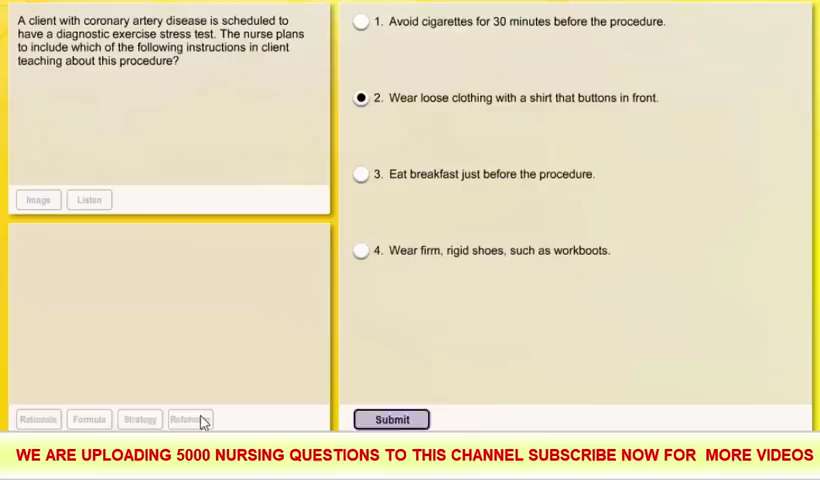 A client with coronary artery disease is scheduled to
have a diagnostic exercise stress test. The nurse plans
to include which of the following instructions in client
teaching about this procedure?
Image Listen
1. Avoid cigarettes for 30 minutes before the procedure.
2. Wear loose clothing with a shirt that buttons in front.
3. Eat breakfast just before the procedure.
4. Wear firm, rigid shoes, such as workboots.
Rationale Formula Strategy
Submit
WE ARE UPLOADING 5000 NURSING QUESTIONS TO THIS CHANNEL SUBSCRIBE NOW FOR MORE VIDEOS